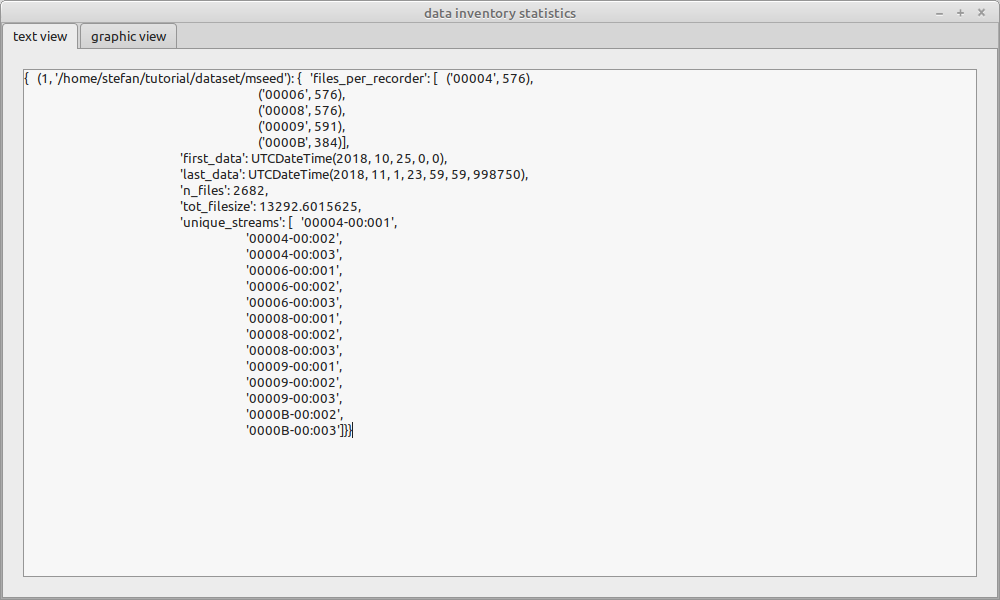 data inventory statistics
text view
graphic view
{ (1, '/home/stefan/tutorial/dataset/mseed'): { 'files_per_recorder': [ ('00004', 576),
('00006', 576),
('00008', 576),
('00009', 591),
('0000B', 384)],
'first_data': UTCDateTime(2018, 10, 25, 0, 0),
'last_data': UTCDateTime(2018, 11, 1, 23, 59, 59, 998750),
'n_files': 2682,
'tot_filesize': 13292.6015625,
'unique_streams': [ '00004-00:001',
'00004-00:002',
'00004-00:003',
'00006-00:001',
'00006-00:002',
'00006-00:003',
'00008-00:001',
'00008-00:002',
'00008-00:003',
'00009-00:001',
'00009-00:002',
'00009-00:003',
'0000B-00:002',
'0000B-00:003']}}